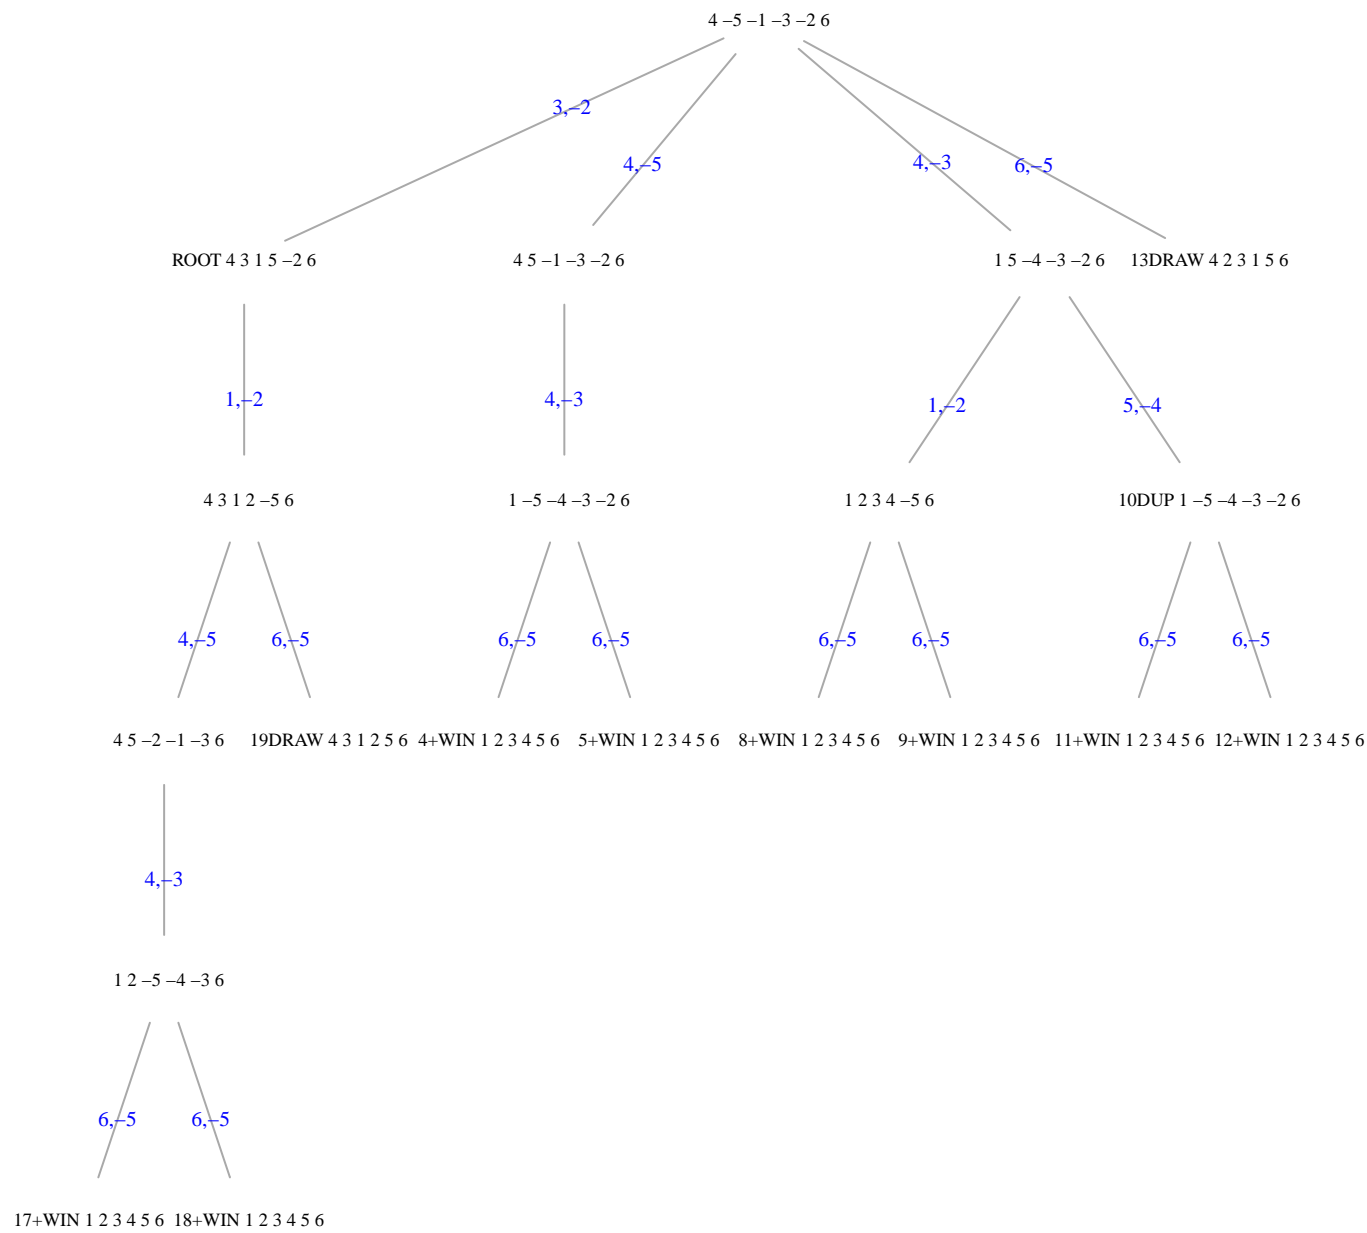 4 –5 –1 –3 –2 6
3,–2
4,–5
4,–3
6,–5
ROOT 4 3 1 5 –2 6
4 5 –1 –3 –2 6
1 5 –4 –3 –2 6
13DRAW 4 2 3 1 5 6
1,–2
4,–3
1,–2
5,–4
4 3 1 2 –5 6
1 –5 –4 –3 –2 6
1 2 3 4 –5 6
10DUP 1 –5 –4 –3 –2 6
4,–5
6,–5
6,–5
6,–5
6,–5
6,–5
6,–5
6,–5
4 5 –2 –1 –3 6
19DRAW 4 3 1 2 5 6
4+WIN 1 2 3 4 5 6
5+WIN 1 2 3 4 5 6
8+WIN 1 2 3 4 5 6
9+WIN 1 2 3 4 5 6
11+WIN 1 2 3 4 5 6
12+WIN 1 2 3 4 5 6
4,–3
1 2 –5 –4 –3 6
6,–5
6,–5
17+WIN 1 2 3 4 5 6
18+WIN 1 2 3 4 5 6